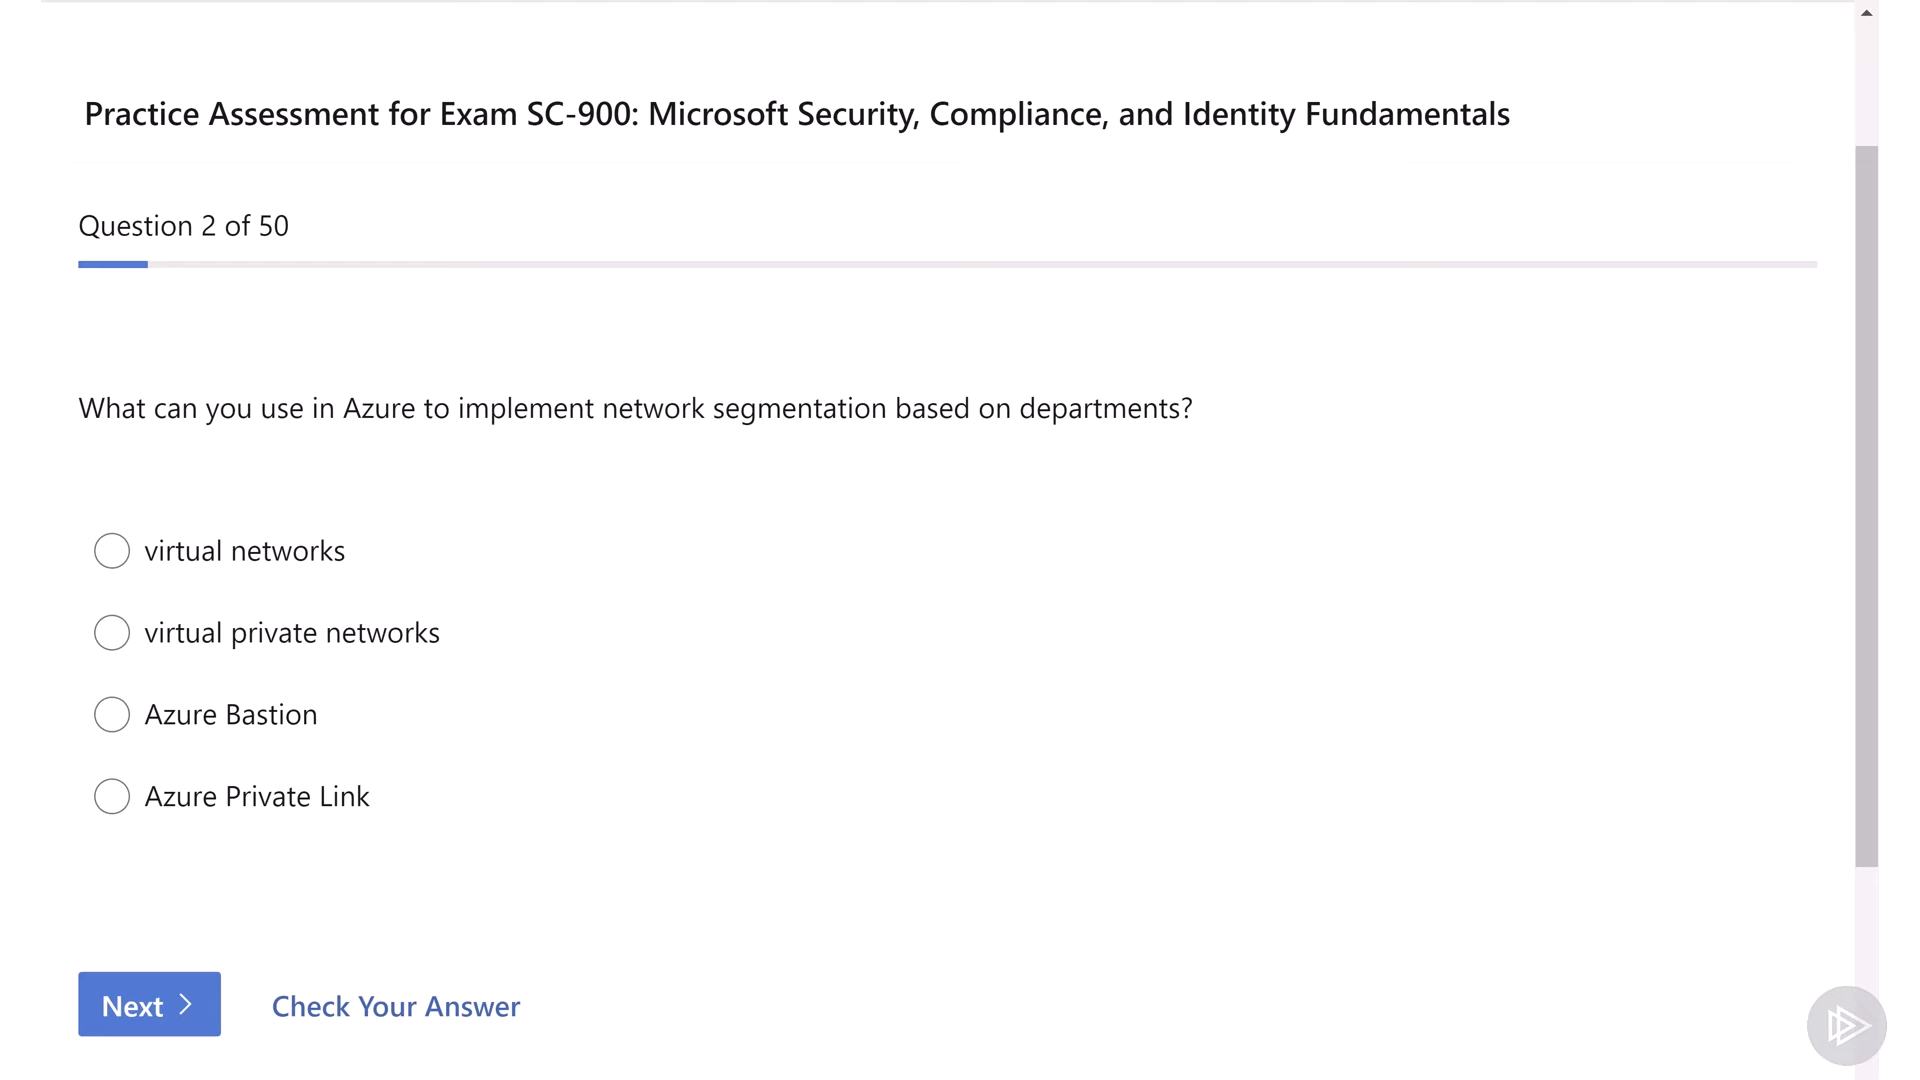 Practice Assessment for Exam SC-900: Microsoft Security, Compliance, and Identity Fundamentals
Question 2 of 50
What can you use in Azure to implement network segmentation based on departments?
virtual networks
virtual private networks
Azure Bastion
Azure Private Link
Next
Check Your Answer